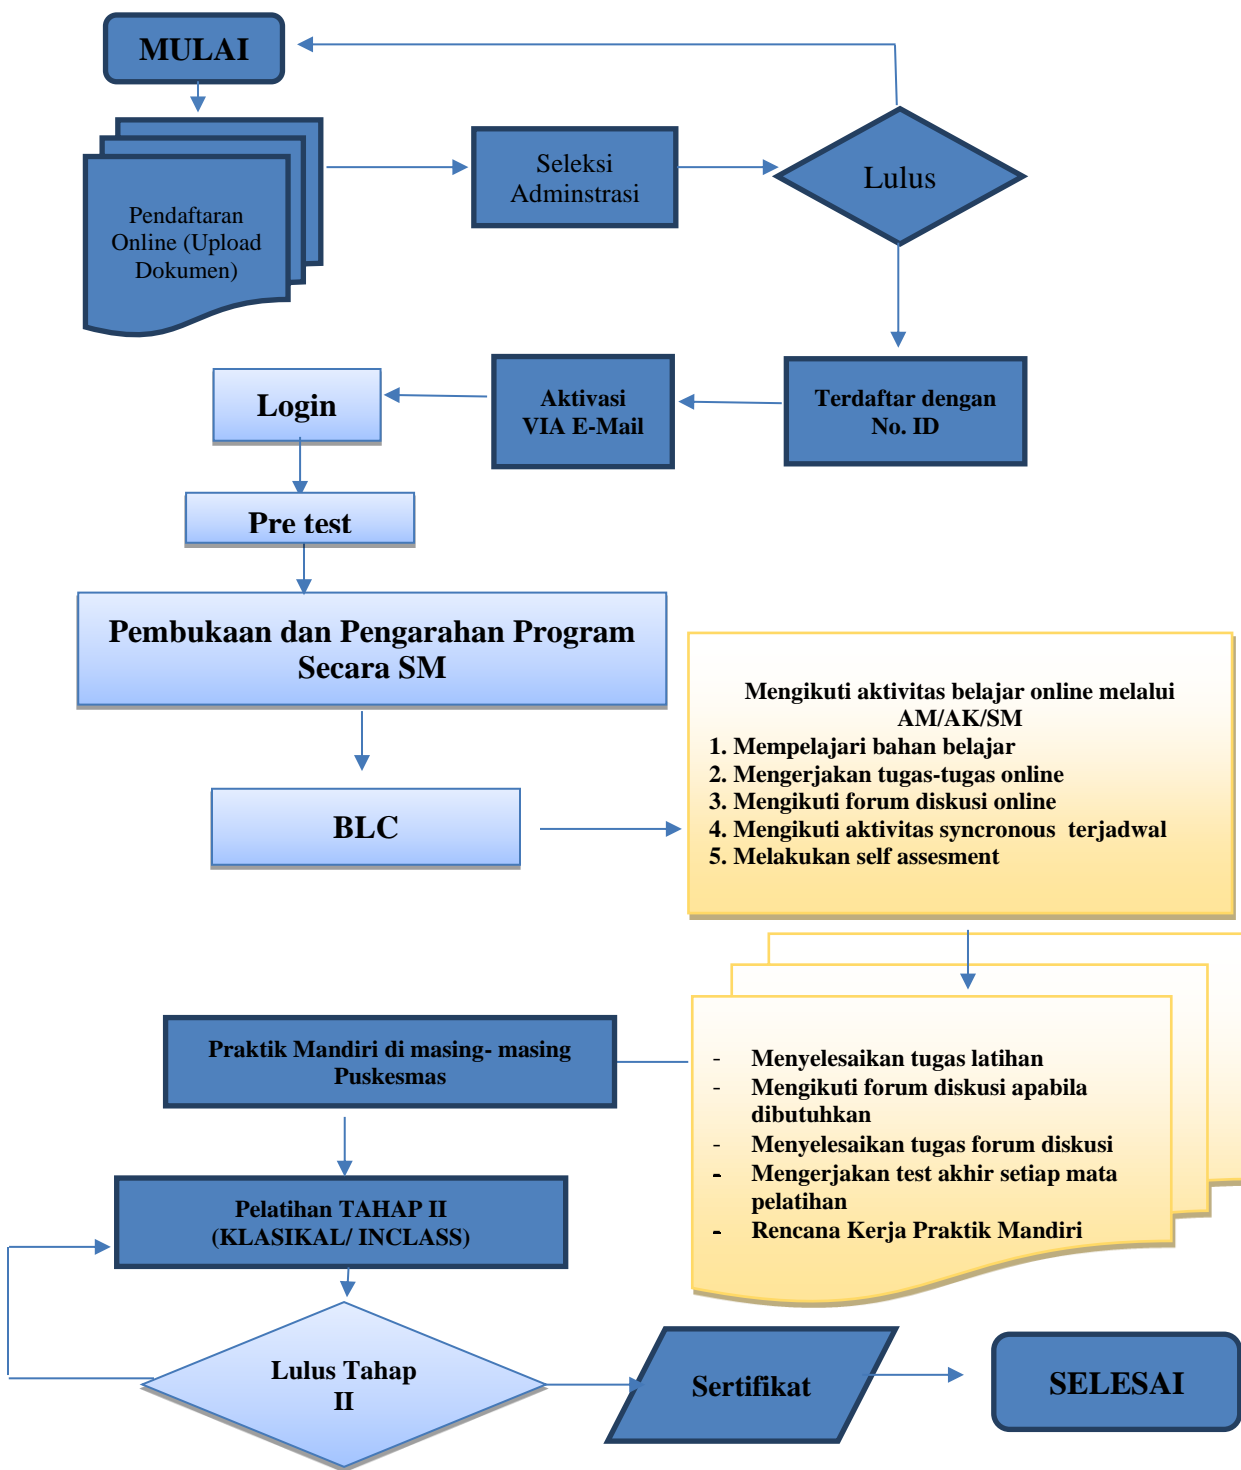 MULAI
Pendaftaran
Online (Upload
Dokumen)
Seleksi
Adminstrasi
Lulus
Terdaftar dengan
No. ID
Aktivasi
VIA E-Mail
Login
Pre test
Pembukaan dan Pengarahan Program
Secara SM
BLC
Mengikuti aktivitas belajar online melalui
AM/AK/SM
1. Mempelajari bahan belajar
2. Mengerjakan tugas-tugas online
3. Mengikuti forum diskusi online
4. Mengikuti aktivitas syncronous terjadwal
5. Melakukan self assesment
- Menyelesaikan tugas latihan
- Mengikuti forum diskusi apabila
dibutuhkan
- Menyelesaikan tugas forum diskusi
- Mengerjakan test akhir setiap mata
pelatihan
- Rencana Kerja Praktik Mandiri
Praktik Mandiri di masing- masing
Puskesmas
Pelatihan TAHAP II
(KLASIKAL/ INCLASS)
Lulus Tahap
II
Sertifikat
SELESAI